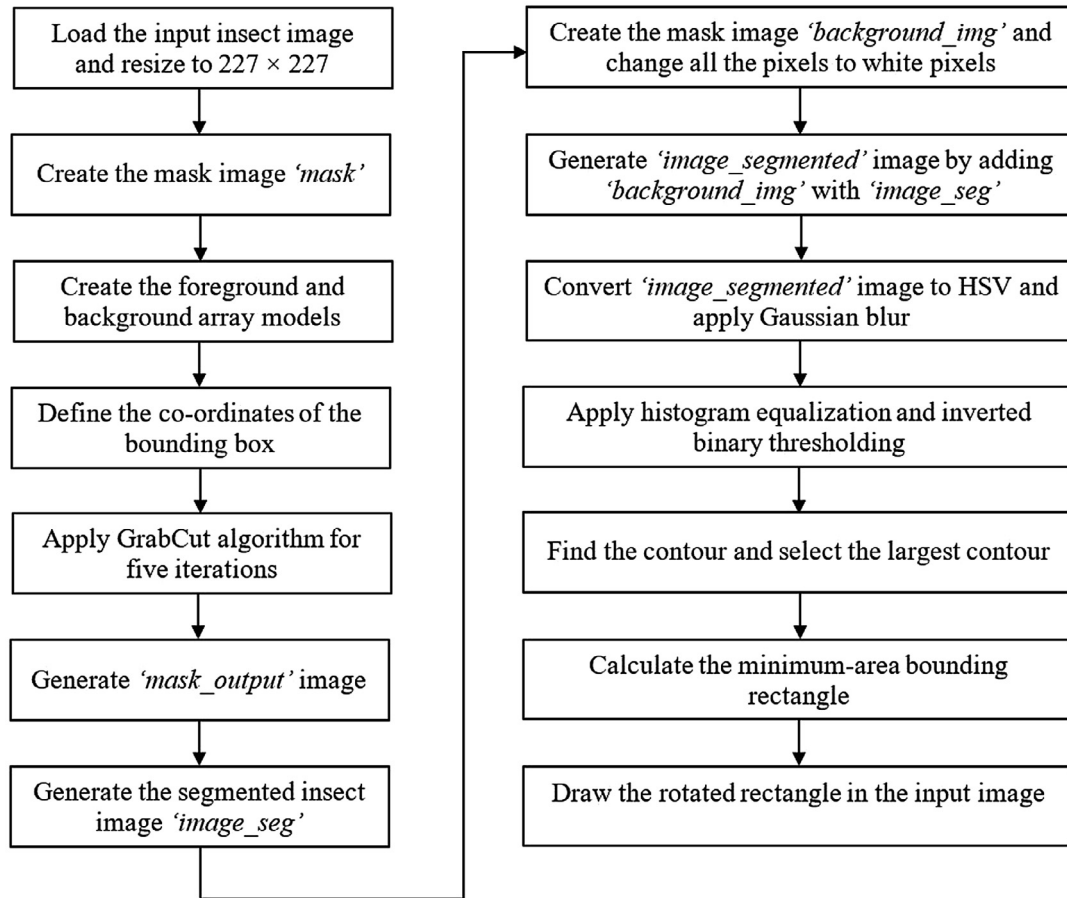 Load the input insect image
and resize to 227 × 227
Create the mask image ‘mask’
Create the foreground and
background array models
Define the co-ordinates of the
bounding box
Apply GrabCut algorithm for
five iterations
Generate ‘mask_output’ image
Generate the segmented insect
image ‘image_seg’
Create the mask image ‘background_img’ and
change all the pixels to white pixels
Generate ‘image_segmented’ image by adding
‘background_img’ with ‘image_seg’
Convert ‘image_segmented’ image to HSV and
apply Gaussian blur
Apply histogram equalization and inverted
binary thresholding
Find the contour and select the largest contour
Calculate the minimum-area bounding
rectangle
Draw the rotated rectangle in the input image